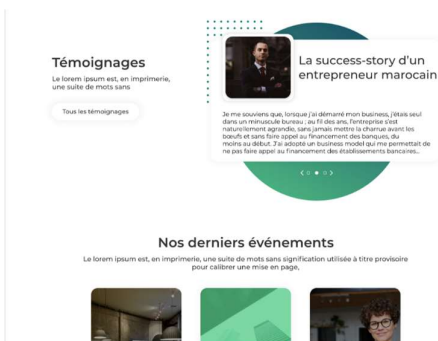 Témoignages
Le lorem ipsum est, en imprimerie,
une suite de mots sans
Tous les témoignages
La success-story d'un
entrepreneur marocain
Je me souviens que, lorsque j'ai démarré mon business, j'étais seul
dans un minuscule bureau ; au fil des ans, l'entreprise s'est
naturellement agrandie, sans jamais mettre la charrue avant les
bœufs et sans faire appel au financement des banques, du
moins au début. J'ai adopté un business model qui me permettait de
ne pas faire appel au financement des établissements bancaires...
Nos derniers événements
Le lorem ipsum est, en imprimerie, une suite de mots sans signification utilisée à titre provisoire
pour calibrer une mise en page,